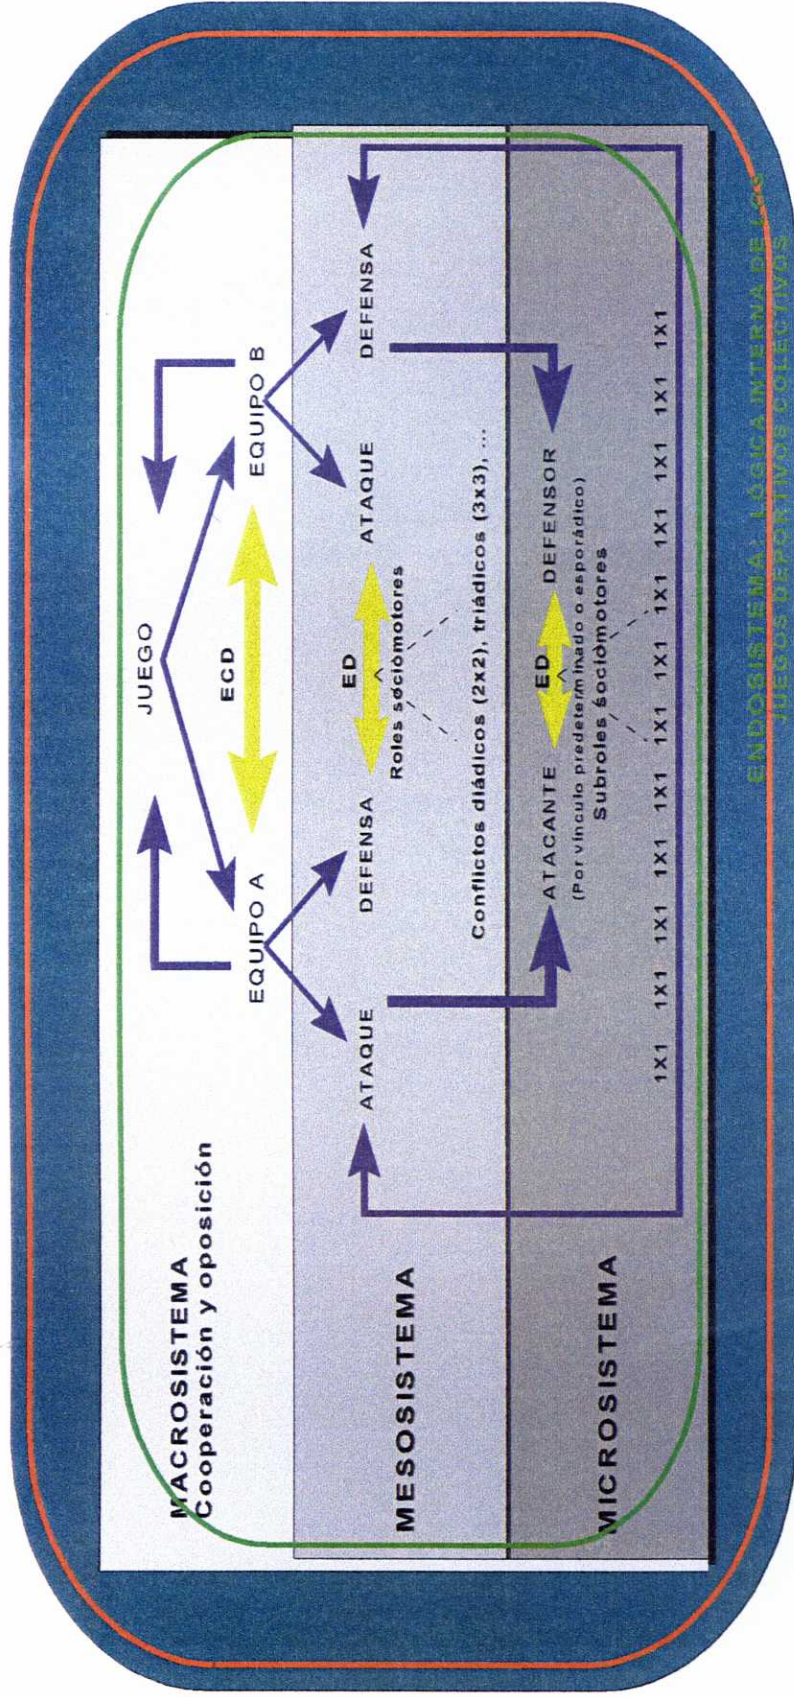 MACROSISTEMA
Cooperación y oposición
JUEGO
EQUIPO A
ECD
EQUIPO B
MESOSISTEMA
ATAQUE
DEFENSA
ED
ATAQUE
DEFENSA
Roles sociomotores
Conflictos diádicos (2x2), triádicos (3x3), ...
MICROSISTEMA
ATACANTE
ED
DEFENSOR
(Por vínculo predeterminado o esporádico)
Subroles sociomotores
1X1 1X1 1X1 1X1 1X1 1X1 1X1 1X1 1X1 1X1 1X1 1X1
ENDOSISTEMA: LÓGICA INTERNA DE LOS
JUEGOS DEPORTIVOS COLECTIVOS